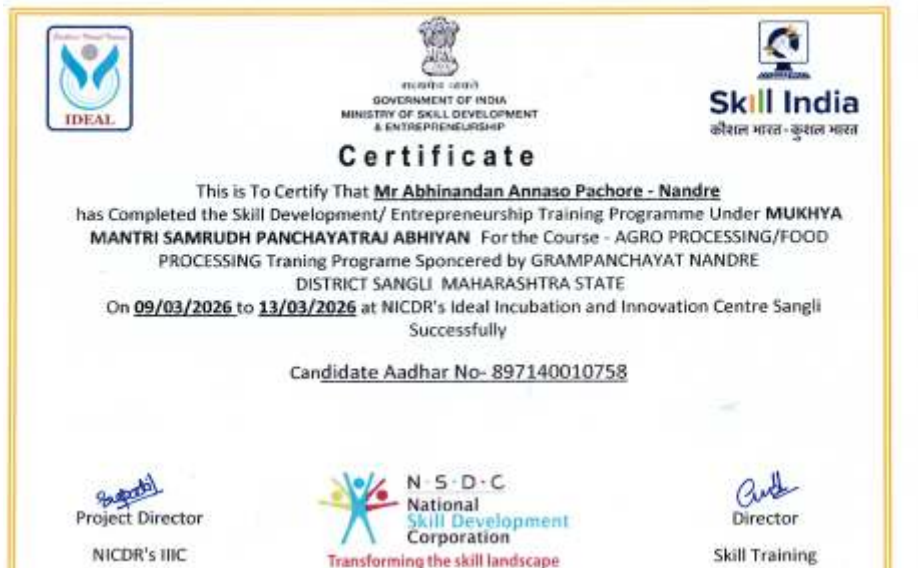 IDEAL
सत्यमेव जयते
GOVERNMENT OF INDIA
MINISTRY OF SKILL DEVELOPMENT
& ENTREPRENEURSHIP
Skill India
कौशल भारत - कुशल भारत
Certificate
This is To Certify That Mr Abhinandan Annaso Pachore - Nandre
has Completed the Skill Development/ Entrepreneurship Training Programme Under MUKHYA
MANTRI SAMRUDH PANCHAYATRAJ ABHIYAN For the Course - AGRO PROCESSING/FOOD
PROCESSING Traning Programe Sponcered by GRAMPANCHAYAT NANDRE
DISTRICT SANGLI MAHARASHTRA STATE
On 09/03/2026 to 13/03/2026 at NICDR's Ideal Incubation and Innovation Centre Sangli
Successfully
Candidate Aadhar No- 897140010758
Project Director
NICDR's IIIC
N·S·D·C
National
Skill Development
Corporation
Transforming the skill landscape
Director
Skill Training